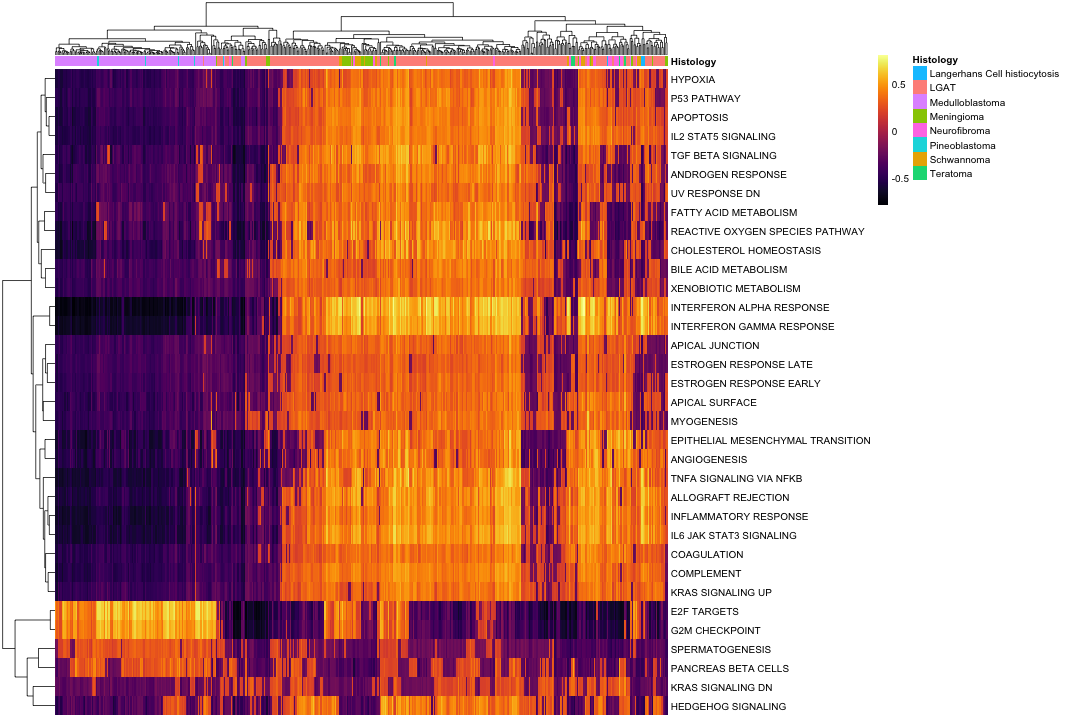 Histology
HYPOXIA
P53 PATHWAY
APOPTOSIS
IL2 STAT5 SIGNALING
TGF BETA SIGNALING
ANDROGEN RESPONSE
UV RESPONSE DN
FATTY ACID METABOLISM
REACTIVE OXYGEN SPECIES PATHWAY
CHOLESTEROL HOMEOSTASIS
BILE ACID METABOLISM
XENOBIOTIC METABOLISM
INTERFERON ALPHA RESPONSE
INTERFERON GAMMA RESPONSE
APICAL JUNCTION
ESTROGEN RESPONSE LATE
ESTROGEN RESPONSE EARLY
APICAL SURFACE
MYOGENESIS
EPITHELIAL MESENCHYMAL TRANSITION
ANGIOGENESIS
TNFA SIGNALING VIA NFKB
ALLOGRAFT REJECTION
INFLAMMATORY RESPONSE
IL6 JAK STAT3 SIGNALING
COAGULATION
COMPLEMENT
KRAS SIGNALING UP
E2F TARGETS
G2M CHECKPOINT
SPERMATOGENESIS
PANCREAS BETA CELLS
KRAS SIGNALING DN
HEDGEHOG SIGNALING
0.5
0
-0.5
Histology
Langerhans Cell histiocytosis
LGAT
Medulloblastoma
Meningioma
Neurofibroma
Pineoblastoma
Schwannoma
Teratoma